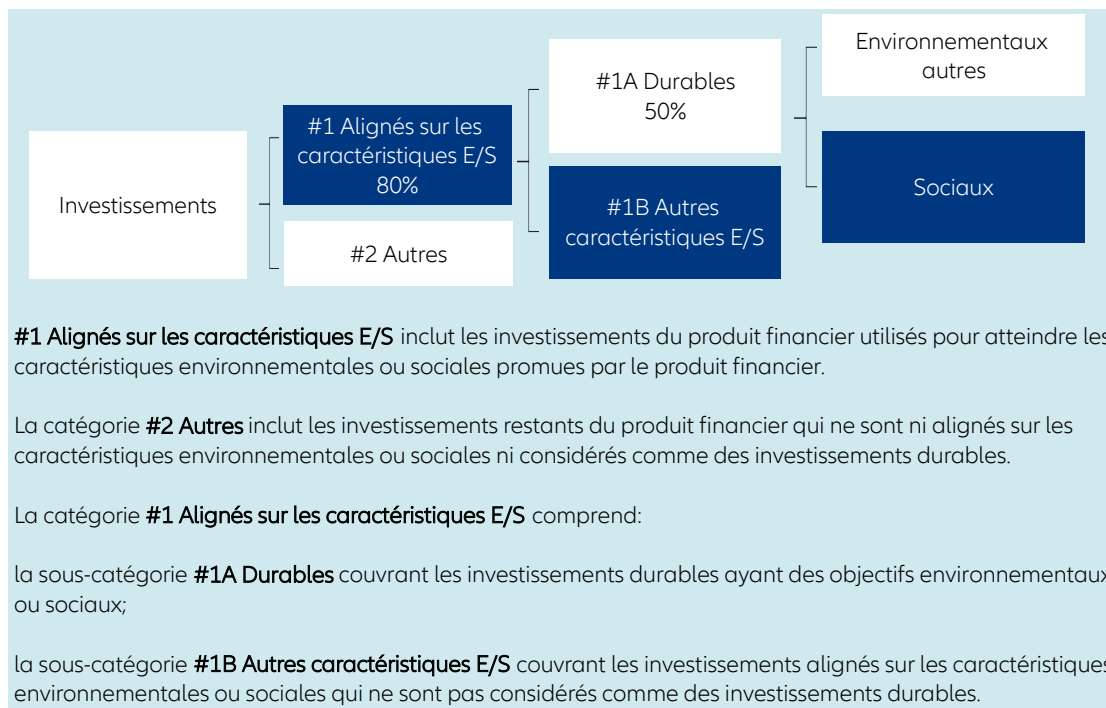 Investissements
#1 Alignés sur les
caractéristiques E/S
80%
#2 Autres
#1A Durables
50%
#1B Autres
caractéristiques E/S
Environnementaux
autres
Sociaux
#1 Alignés sur les caractéristiques E/S inclut les investissements du produit financier utilisés pour atteindre les
caractéristiques environnementales ou sociales promues par le produit financier.
La catégorie #2 Autres inclut les investissements restants du produit financier qui ne sont ni alignés sur les
caractéristiques environnementales ou sociales ni considérés comme des investissements durables.
La catégorie #1 Alignés sur les caractéristiques E/S comprend:
la sous-catégorie #1A Durables couvrant les investissements durables ayant des objectifs environnementaux
ou sociaux;
la sous-catégorie #1B Autres caractéristiques E/S couvrant les investissements alignés sur les caractéristiques
environnementales ou sociales qui ne sont pas considérés comme des investissements durables.